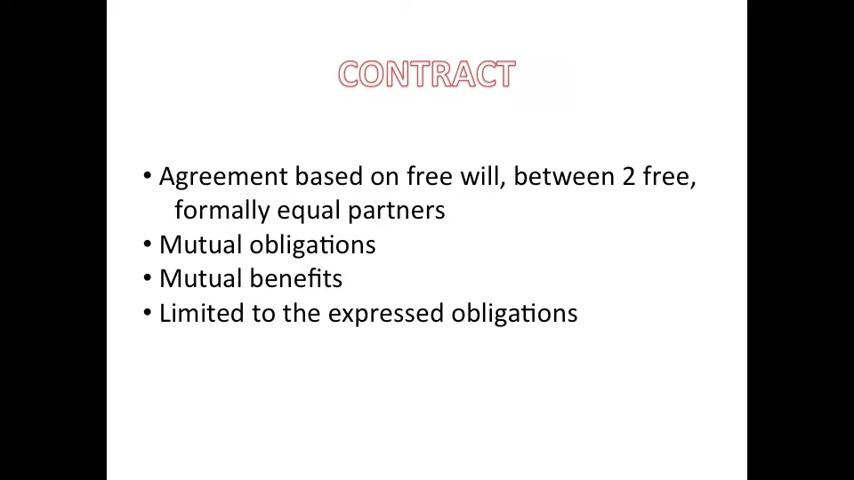 CONTRACT
• Agreement based on free will, between 2 free,
formally equal partners
• Mutual obligations
• Mutual benefits
• Limited to the expressed obligations